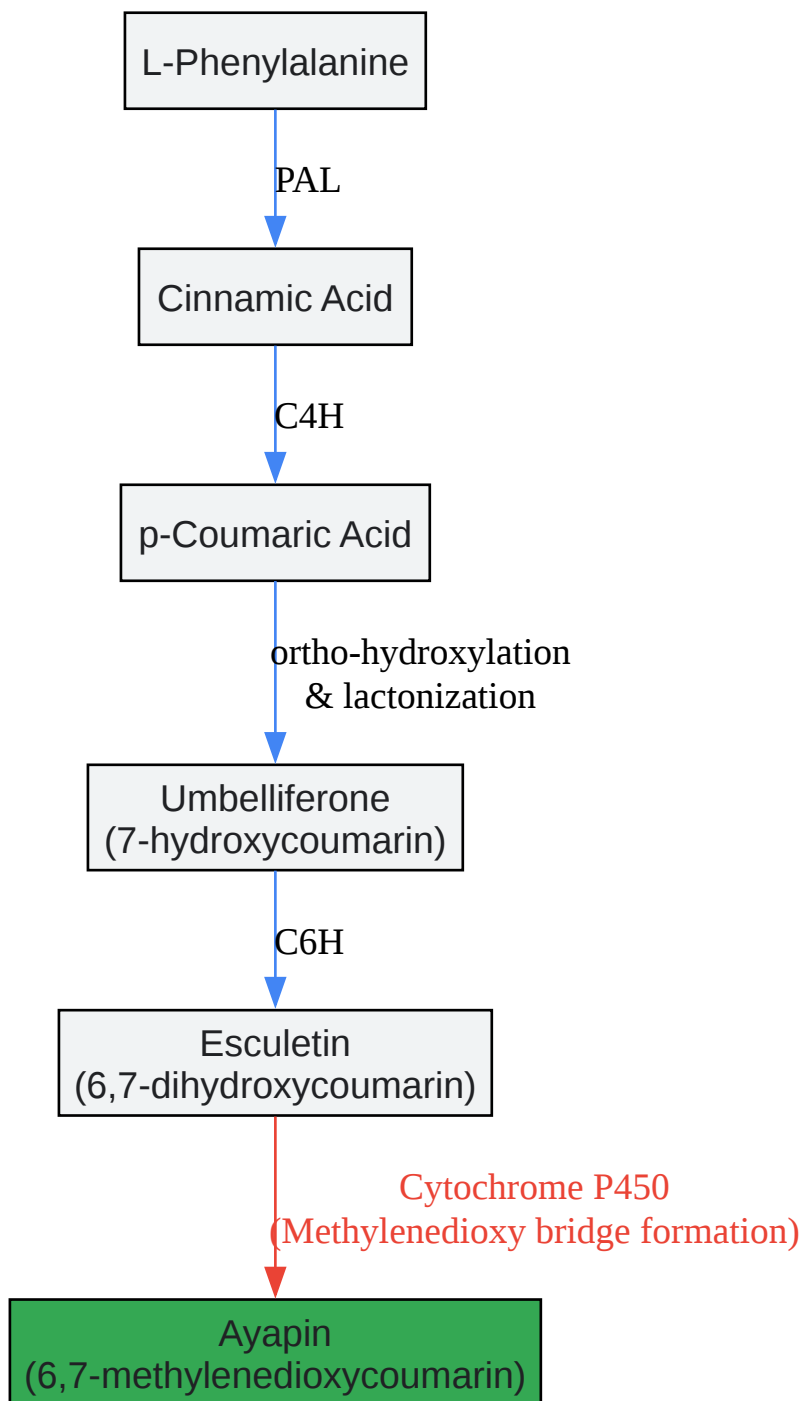 L-Phenylalanine
PAL
Cinnamic Acid
C4H
p-Coumaric Acid
ortho-hydroxylation
& lactonization
Umbelliferone
(7-hydroxycoumarin)
C6H
Esculetin
(6,7-dihydroxycoumarin)
Cytochrome P450
(Methylenedioxy bridge formation)
Ayapin
(6,7-methylenedioxycoumarin)